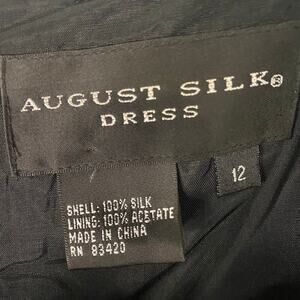 AUGUST SILK®
DRESS
12
SHELL: 100% SILK
LINING: 100% ACETATE
MADE IN CHINA
RN 83420